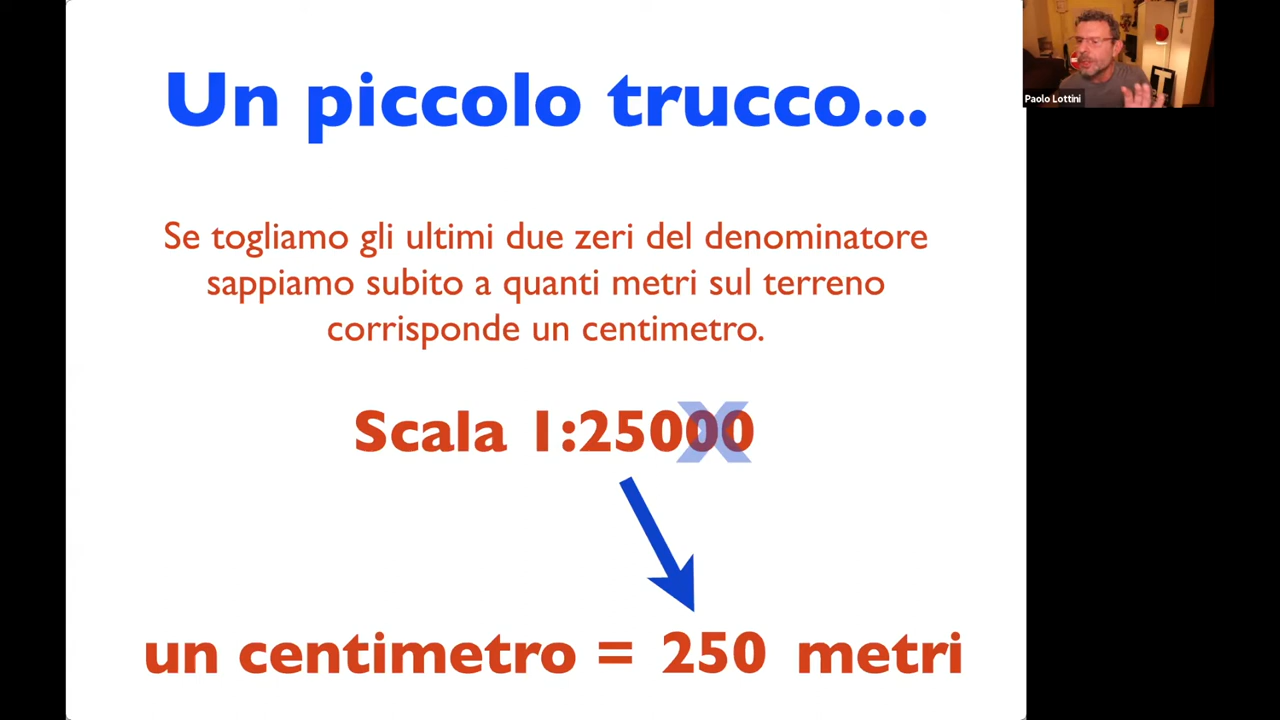 Un piccolo trucco...
Paolo Lottini
Se togliamo gli ultimi due zeri del denominatore
sappiamo subito a quanti metri sul terreno
corrisponde un centimetro.
Scala 1:25000
X
un centimetro = 250 metri